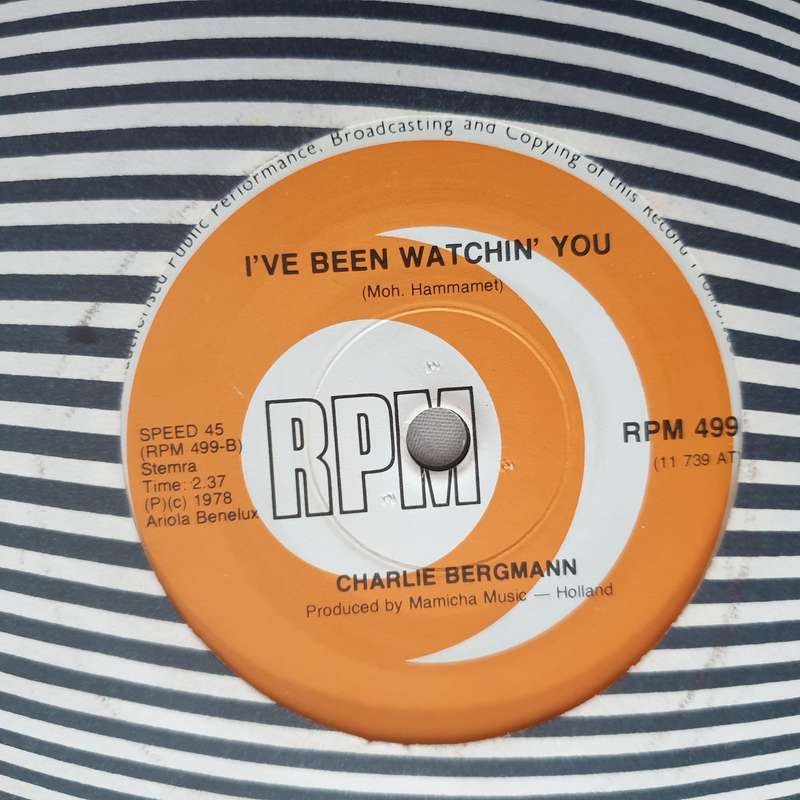 Public Performance, Broadcasting and Copying of this Record
I'VE BEEN WATCHIN' YOU
(Moh. Hammamet)
RPM
SPEED 45
(RPM 499-B)
Stemra
Time: 2.37
(P)(c) 1978
Ariola Benelux
RPM 499
(11 739 AT
CHARLIE BERGMANN
Produced by Mamicha Music — Holland